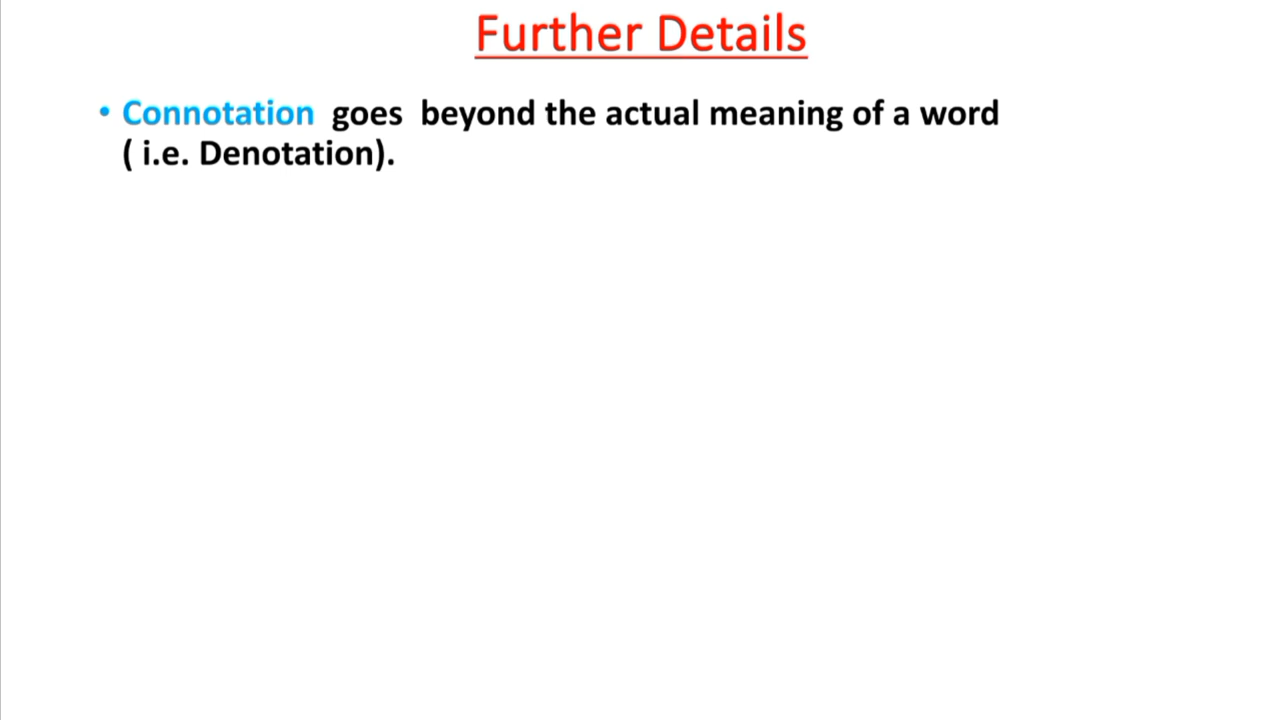 Further Details
• Connotation goes beyond the actual meaning of a word
( i.e. Denotation).